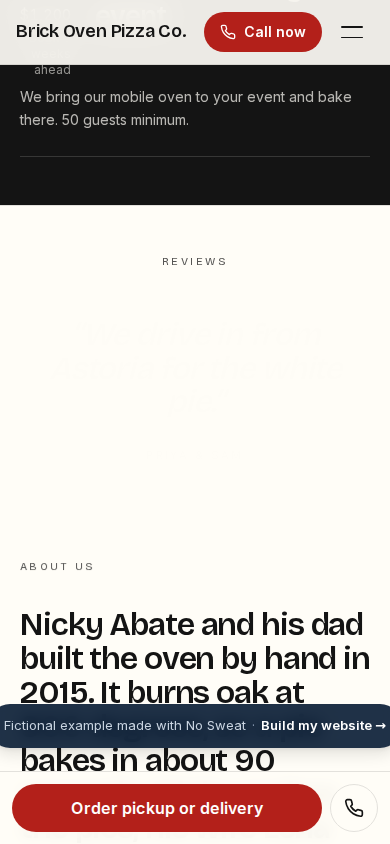 Brick Oven Pizza Co.
Call now
ahead
We bring our mobile oven to your event and bake
there. 50 guests minimum.
REVIEWS
ABOUT US
Nicky Abate and his dad
built the oven by hand in
2015. It burns oak at
Fictional example made with No Sweat · Build my website →
bakes in about 90
Order pickup or delivery